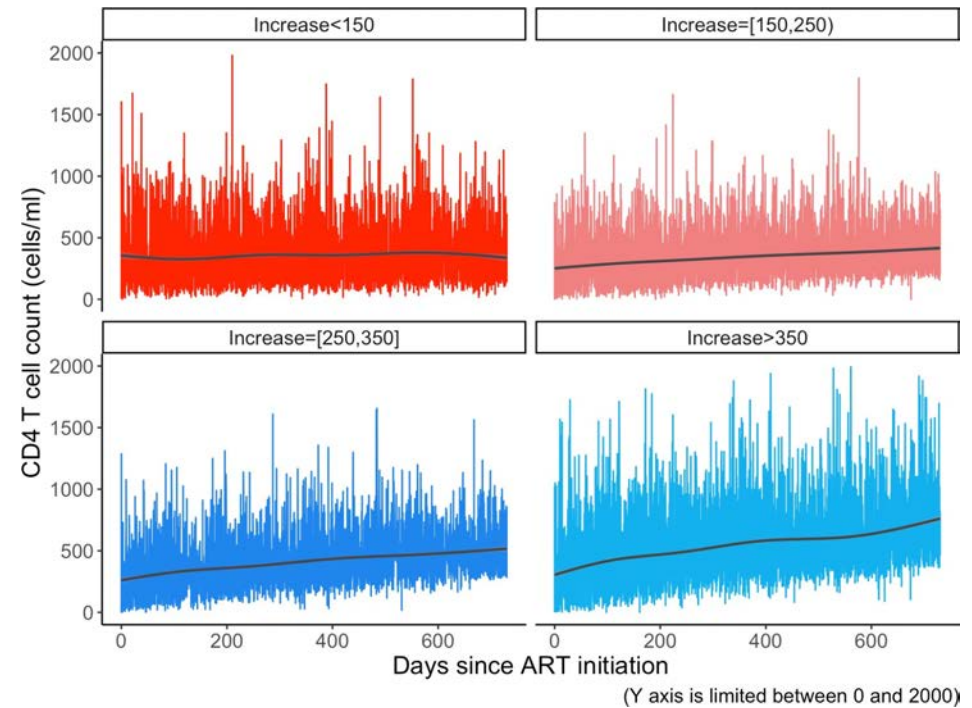 Increase<150
Increase=[150,250)
2000
1500
1000
500
0
Increase=[250,350]
Increase>350
2000
1500
1000
500
0
CD4 T cell count (cells/ml)
0 200 400 600
0 200 400 600
Days since ART initiation
(Y axis is limited between 0 and 2000)